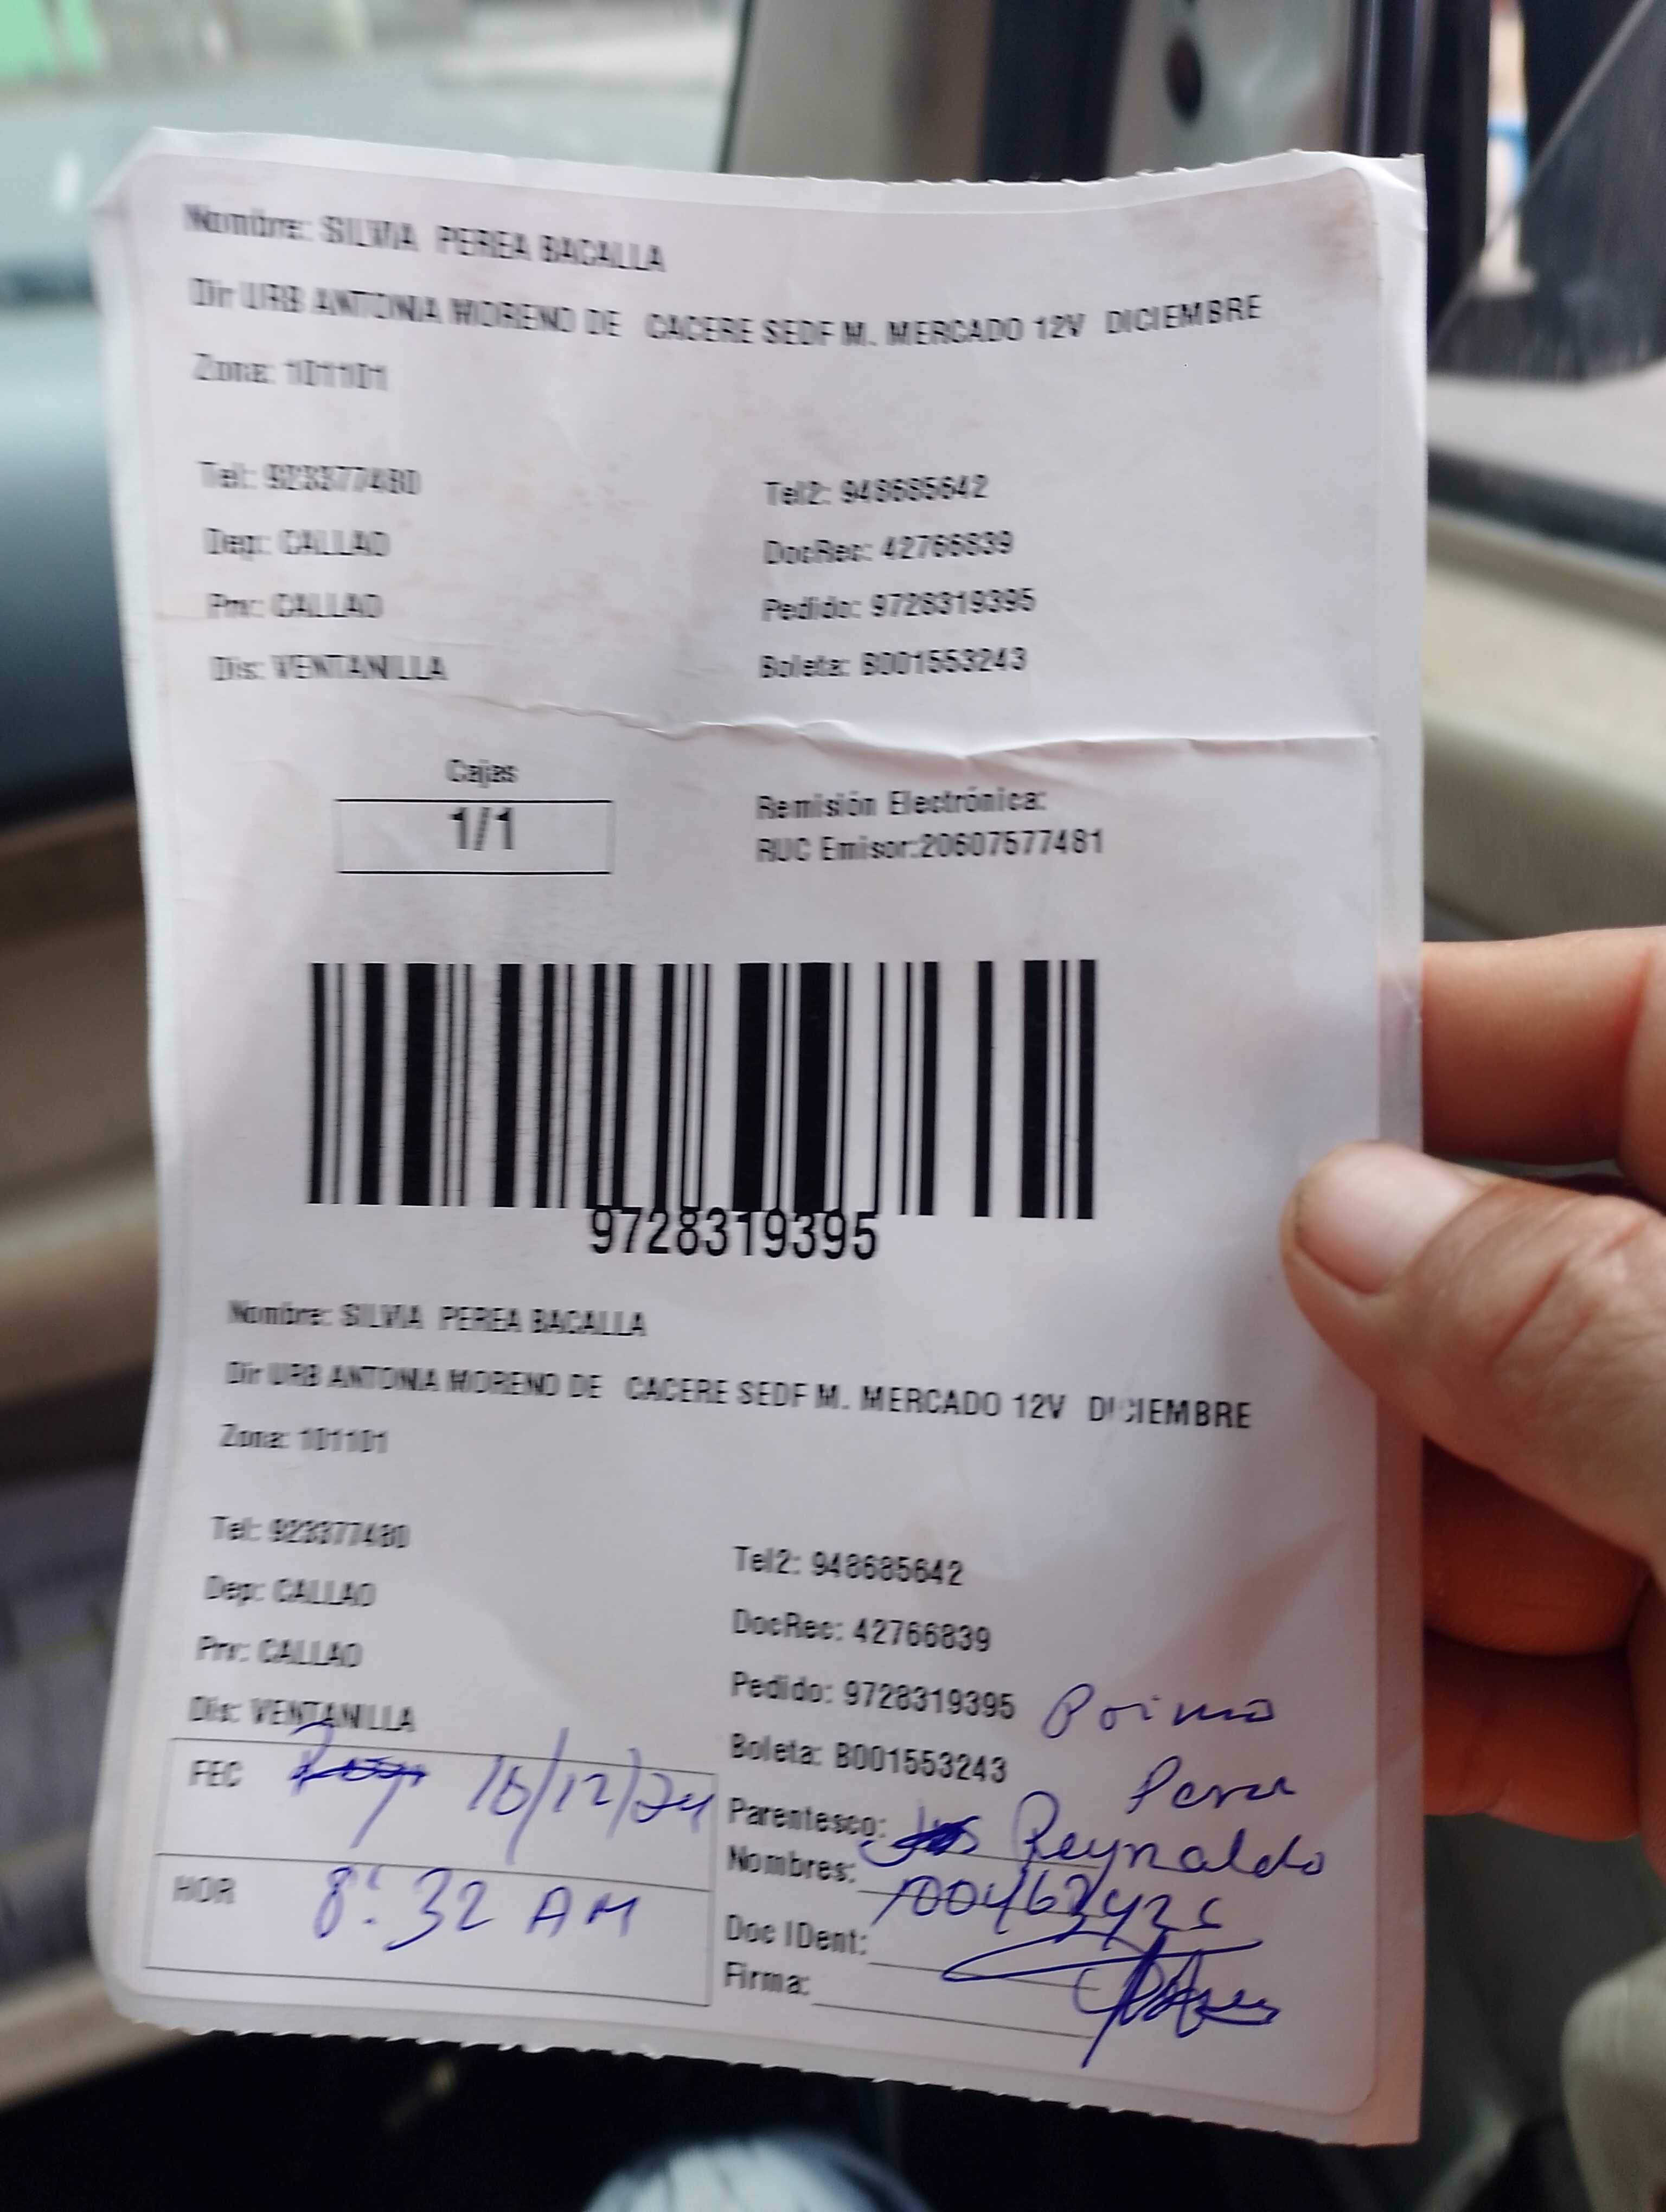 Nombre: SILVIA PEREA BACALLA
Dir URB ANTONIA MORENO DE CACERE SEDF M. MERCADO 12V DICIEMBRE
Zona: 101101
Tel: 923377480 Tel2: 948685642
Dep: CALLAO DocRec: 42766839
Prv: CALLAO Pedido: 9728319395
Dis: VENTANILLA Boleta: B001553243
Cajas
1/1
Remisión Electrónica:
RUC Emisor:20607577481
9728319395
Nombre: SILVIA PEREA BACALLA
Dir URB ANTONIA MORENO DE CACERE SEDF M. MERCADO 12V DICIEMBRE
Zona: 101101
Tel: 923377480 Tel2: 948685642
Dep: CALLAO DocRec: 42766839
Prv: CALLAO Pedido: 9728319395
Dis: VENTANILLA Boleta: B001553243
FEC /12/24
HOR 8:32 AM
Parentesco: Reynaldo
Nombres:
Doc IDent:
Firma: